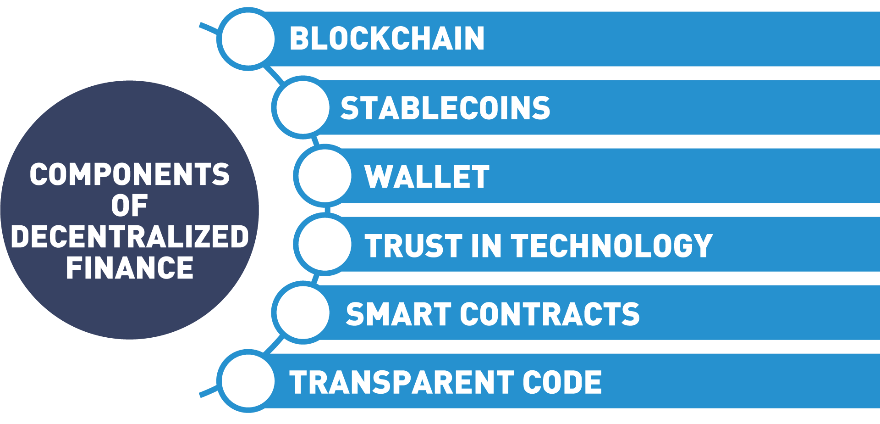 COMPONENTS
OF
DECENTRALIZED
FINANCE
BLOCKCHAIN
STABLECOINS
WALLET
TRUST IN TECHNOLOGY
SMART CONTRACTS
TRANSPARENT CODE